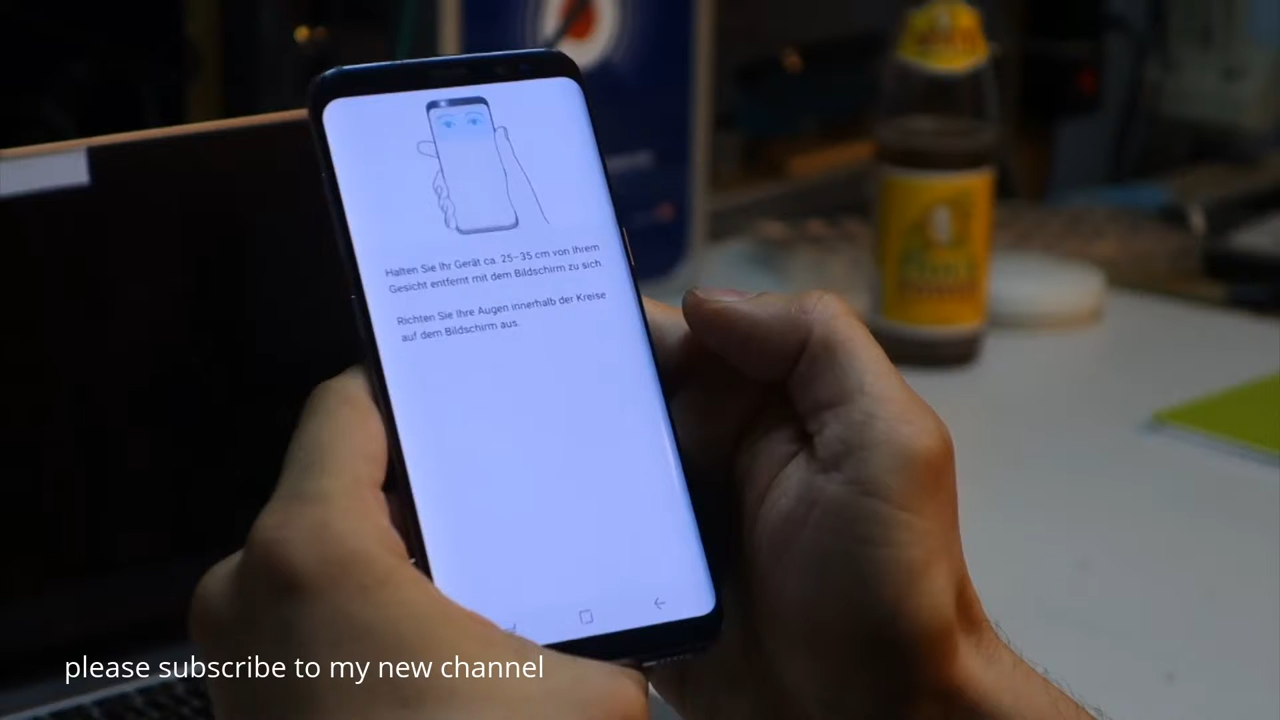 Halten Sie Ihr Gerät ca. 25–35 cm von Ihrem
Gesicht entfernt mit dem Bildschirm zu sich.
Richten Sie Ihre Augen innerhalb der Kreise
auf dem Bildschirm aus.
please subscribe to my new channel